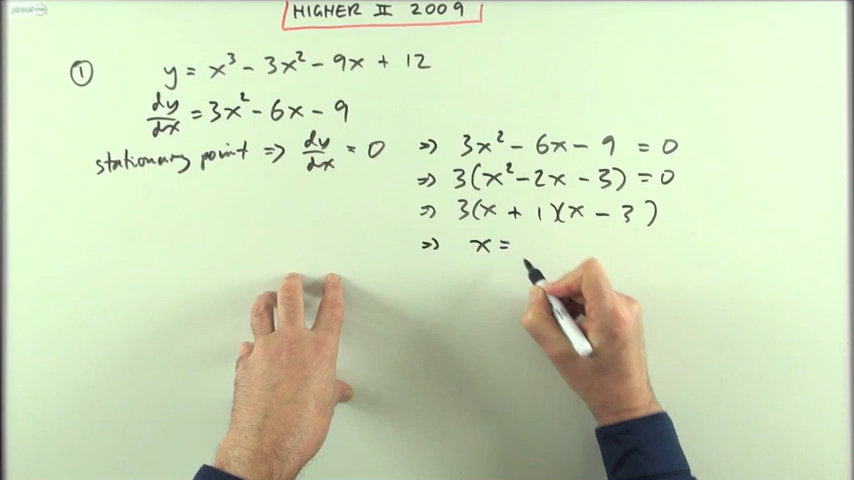 HIGHER II 2009
① y = x³ - 3x² - 9x + 12
dy/dx = 3x² - 6x - 9
stationary point ⇒ dy/dx = 0 ⇒ 3x² - 6x - 9 = 0
⇒ 3(x² - 2x - 3) = 0
⇒ 3(x + 1)(x - 3)
⇒ x =